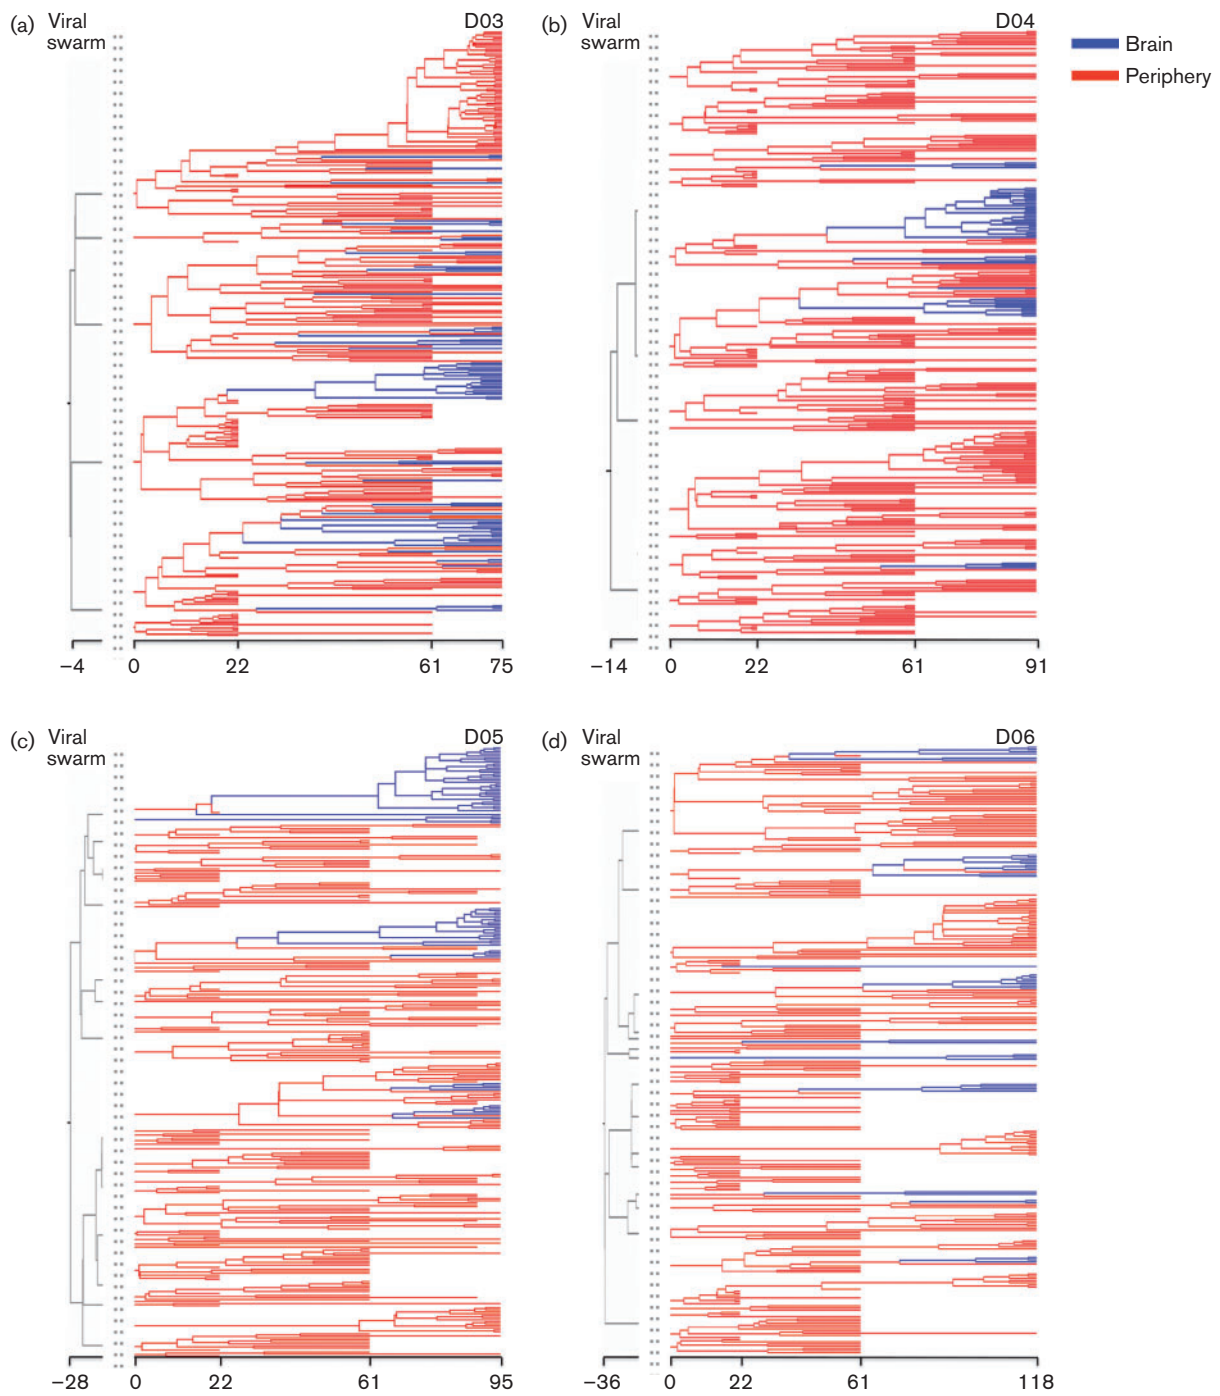 (a) Viral swarm D03
−4 0 22 61 75
(b) Viral swarm D04
−14 0 22 61 91
Brain
Periphery
(c) Viral swarm D05
−28 0 22 61 95
(d) Viral swarm D06
−36 0 22 61 118